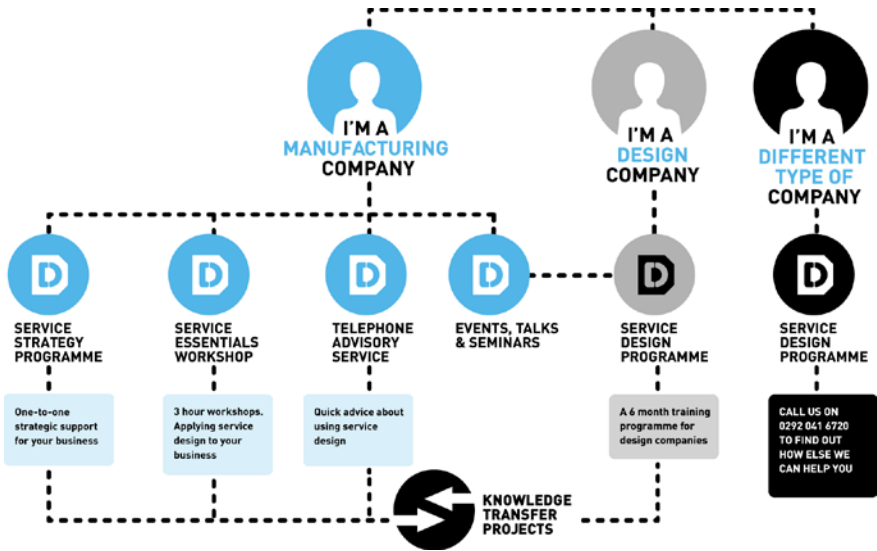 I'M A
MANUFACTURING
COMPANY
I'M A
DESIGN
COMPANY
I'M A
DIFFERENT
TYPE OF
COMPANY
D
D
D
D
D
D
SERVICE
STRATEGY
PROGRAMME
SERVICE
ESSENTIALS
WORKSHOP
TELEPHONE
ADVISORY
SERVICE
EVENTS, TALKS
& SEMINARS
SERVICE
DESIGN
PROGRAMME
SERVICE
DESIGN
PROGRAMME
One-to-one
strategic support
for your business
3 hour workshops.
Applying service
design to your
business
Quick advice about
using service
design
A 6 month training
programme for
design companies
CALL US ON
0292 041 6720
TO FIND OUT
HOW ELSE WE
CAN HELP YOU
KNOWLEDGE
TRANSFER
PROJECTS